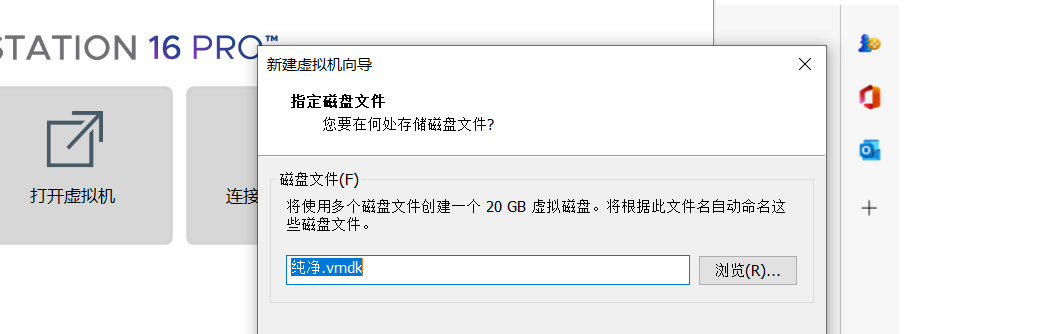 STATION 16 PRO™
新建虚拟机向导
指定磁盘文件
您要在何处存储磁盘文件?
打开虚拟机
连接
磁盘文件(F)
将使用多个磁盘文件创建一个 20 GB 虚拟磁盘。将根据此文件名自动命名这
些磁盘文件。
纯净.vmdk
浏览(R)...